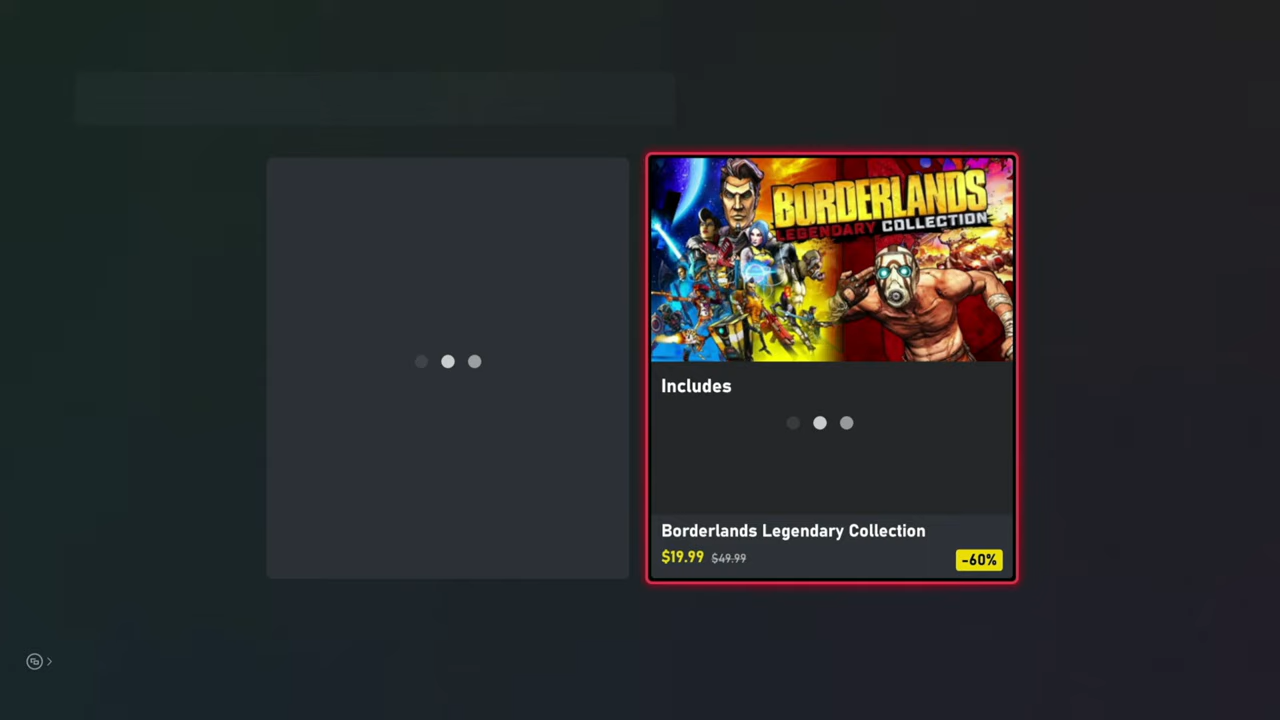 BORDERLANDS
LEGENDARY COLLECTION
Includes
Borderlands Legendary Collection
$19.99 $49.99
-60%